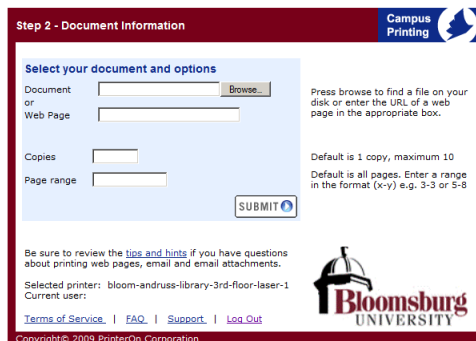 Step 2 - Document Information
Campus
Printing
Select your document and options
Document
Browse...
or
Web Page
Press browse to find a file on your
disk or enter the URL of a web
page in the appropriate box.
Copies
Default is 1 copy, maximum 10
Page range
Default is all pages. Enter a range
in the format (x-y) e.g. 3-3 or 5-8
SUBMIT
Be sure to review the tips and hints if you have questions
about printing web pages, email and email attachments.
Selected printer: bloom-andruss-library-3rd-floor-laser-1
Current user:
Bloomsburg
UNIVERSITY
Terms of Service | FAQ | Support | Log Out
Copyright© 2009 PrinterOn Corporation